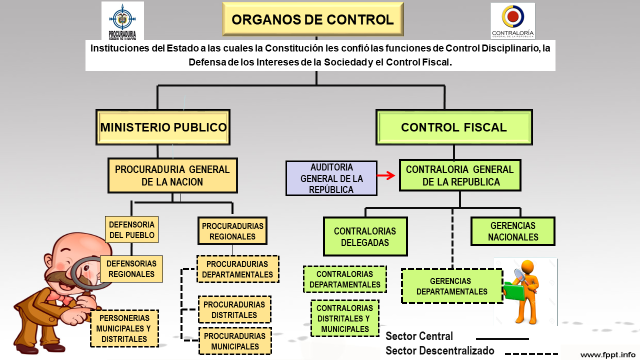 ORGANOS DE CONTROL
PROCURADURIA
CONTRALORÍA
Instituciones del Estado a las cuales la Constitución les confió las funciones de Control Disciplinario, la
Defensa de los Intereses de la Sociedad y el Control Fiscal.
MINISTERIO PUBLICO
CONTROL FISCAL
PROCURADURIA GENERAL
DE LA NACION
AUDITORIA
GENERAL DE LA
REPÚBLICA
CONTRALORIA GENERAL
DE LA REPUBLICA
DEFENSORIA
DEL PUEBLO
PROCURADURIAS
REGIONALES
CONTRALORIAS
DELEGADAS
GERENCIAS
NACIONALES
DEFENSORIAS
REGIONALES
PROCURADURIAS
DEPARTAMENTALES
CONTRALORIAS
DEPARTAMENTALES
GERENCIAS
DEPARTAMENTALES
PERSONERIAS
MUNICIPALES Y
DISTRITALES
PROCURADURIAS
DISTRITALES
CONTRALORIAS
DISTRITALES Y
MUNICIPALES
PROCURADURIAS
MUNICIPALES
Sector Central
Sector Descentralizado
www.fppt.info